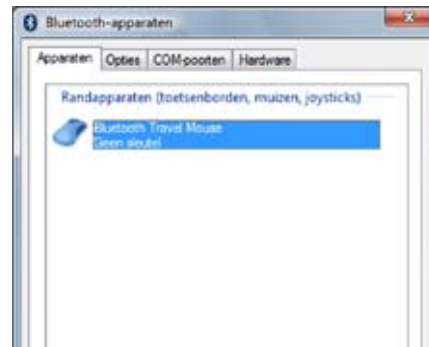 Bluetooth-apparaten
Apparaten Opties COM-poorten Hardware
Randapparaten (toetsenborden, muizen, joysticks)
Bluetooth Travel Mouse
Geen sleutel